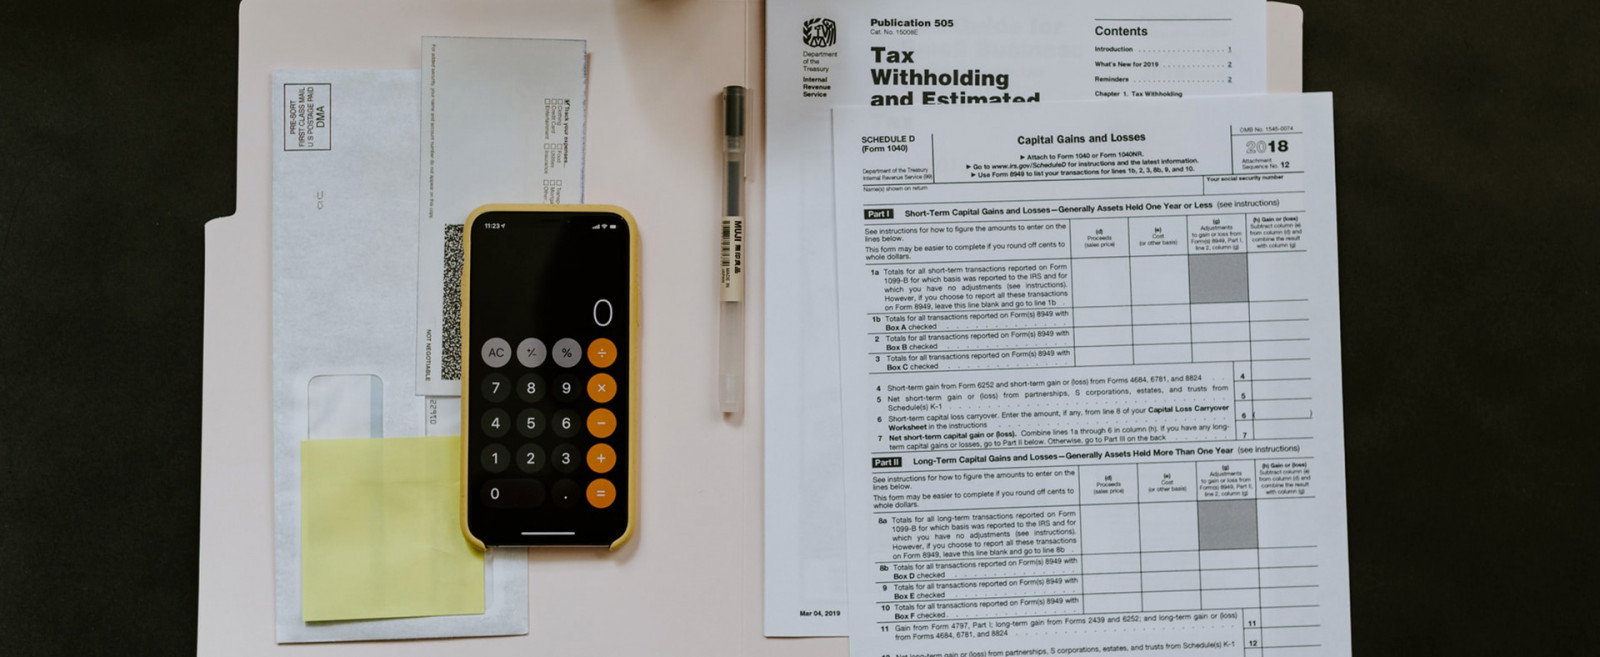 PRE-SORT
FIRST CLASS MAIL
U S POSTAGE PAID
DMA
For added security, your name and account number do not appear on this copy.
Track your expenses.
Clothing
Food
Credit Card
Utilities
Entertainment
Insurance
Other
NOT NEGOTIABLE
11:23
0
AC
%
÷
7 8 9 ×
4 5 6 −
1 2 3 +
0 . =
MUJI 無印良品
MADE IN
Department
of the
Treasury
Internal
Revenue
Service
Publication 505
Cat. No. 15008E
Tax
Withholding
and Estimated
Contents
Introduction 1
What's New for 2019 2
Reminders 2
Chapter 1. Tax Withholding
Mar 04, 2019
SCHEDULE D
(Form 1040)
Department of the Treasury
Internal Revenue Service (99)
Capital Gains and Losses
► Attach to Form 1040 or Form 1040NR.
► Go to www.irs.gov/ScheduleD for instructions and the latest information.
► Use Form 8949 to list your transactions for lines 1b, 2, 3, 8b, 9, and 10.
OMB No. 1545-0074
2018
Attachment
Sequence No. 12
Name(s) shown on return
Your social security number
Part I Short-Term Capital Gains and Losses—Generally Assets Held One Year or Less (see instructions)
See instructions for how to figure the amounts to enter on the
lines below.
This form may be easier to complete if you round off cents to
whole dollars.
(d)
Proceeds
(sales price)
(e)
Cost
(or other basis)
(g)
Adjustments
to gain or loss from
Form(s) 8949, Part I,
line 2, column (g)
(h) Gain or (loss)
Subtract column (e)
from column (d) and
combine the result
with column (g)
1a Totals for all short-term transactions reported on Form
1099-B for which basis was reported to the IRS and for
which you have no adjustments (see instructions).
However, if you choose to report all these transactions
on Form 8949, leave this line blank and go to line 1b .
1b Totals for all transactions reported on Form(s) 8949 with
Box A checked
2 Totals for all transactions reported on Form(s) 8949 with
Box B checked
3 Totals for all transactions reported on Form(s) 8949 with
Box C checked
4 Short-term gain from Form 6252 and short-term gain or (loss) from Forms 4684, 6781, and 8824 4
5 Net short-term gain or (loss) from partnerships, S corporations, estates, and trusts from
Schedule(s) K-1 5
6 Short-term capital loss carryover. Enter the amount, if any, from line 8 of your Capital Loss Carryover
Worksheet in the instructions 6 ( )
7 Net short-term capital gain or (loss). Combine lines 1a through 6 in column (h). If you have any long-
term capital gains or losses, go to Part II below. Otherwise, go to Part III on the back 7
Part II Long-Term Capital Gains and Losses—Generally Assets Held More Than One Year (see instructions)
See instructions for how to figure the amounts to enter on the
lines below.
This form may be easier to complete if you round off cents to
whole dollars.
(d)
Proceeds
(sales price)
(e)
Cost
(or other basis)
(g)
Adjustments
to gain or loss from
Form(s) 8949, Part II,
line 2, column (g)
(h) Gain or (loss)
Subtract column (e)
from column (d) and
combine the result
with column (g)
8a Totals for all long-term transactions reported on Form
1099-B for which basis was reported to the IRS and for
which you have no adjustments (see instructions).
However, if you choose to report all these transactions
on Form 8949, leave this line blank and go to line 8b .
8b Totals for all transactions reported on Form(s) 8949 with
Box D checked
9 Totals for all transactions reported on Form(s) 8949 with
Box E checked
10 Totals for all transactions reported on Form(s) 8949 with
Box F checked
11 Gain from Form 4797, Part I; long-term gain from Forms 2439 and 6252; and long-term gain or (loss)
from Forms 4684, 6781, and 8824 11
Net long-term gain or (loss) from partnerships, S corporations, estates, and trusts from Schedule(s) K-1 12